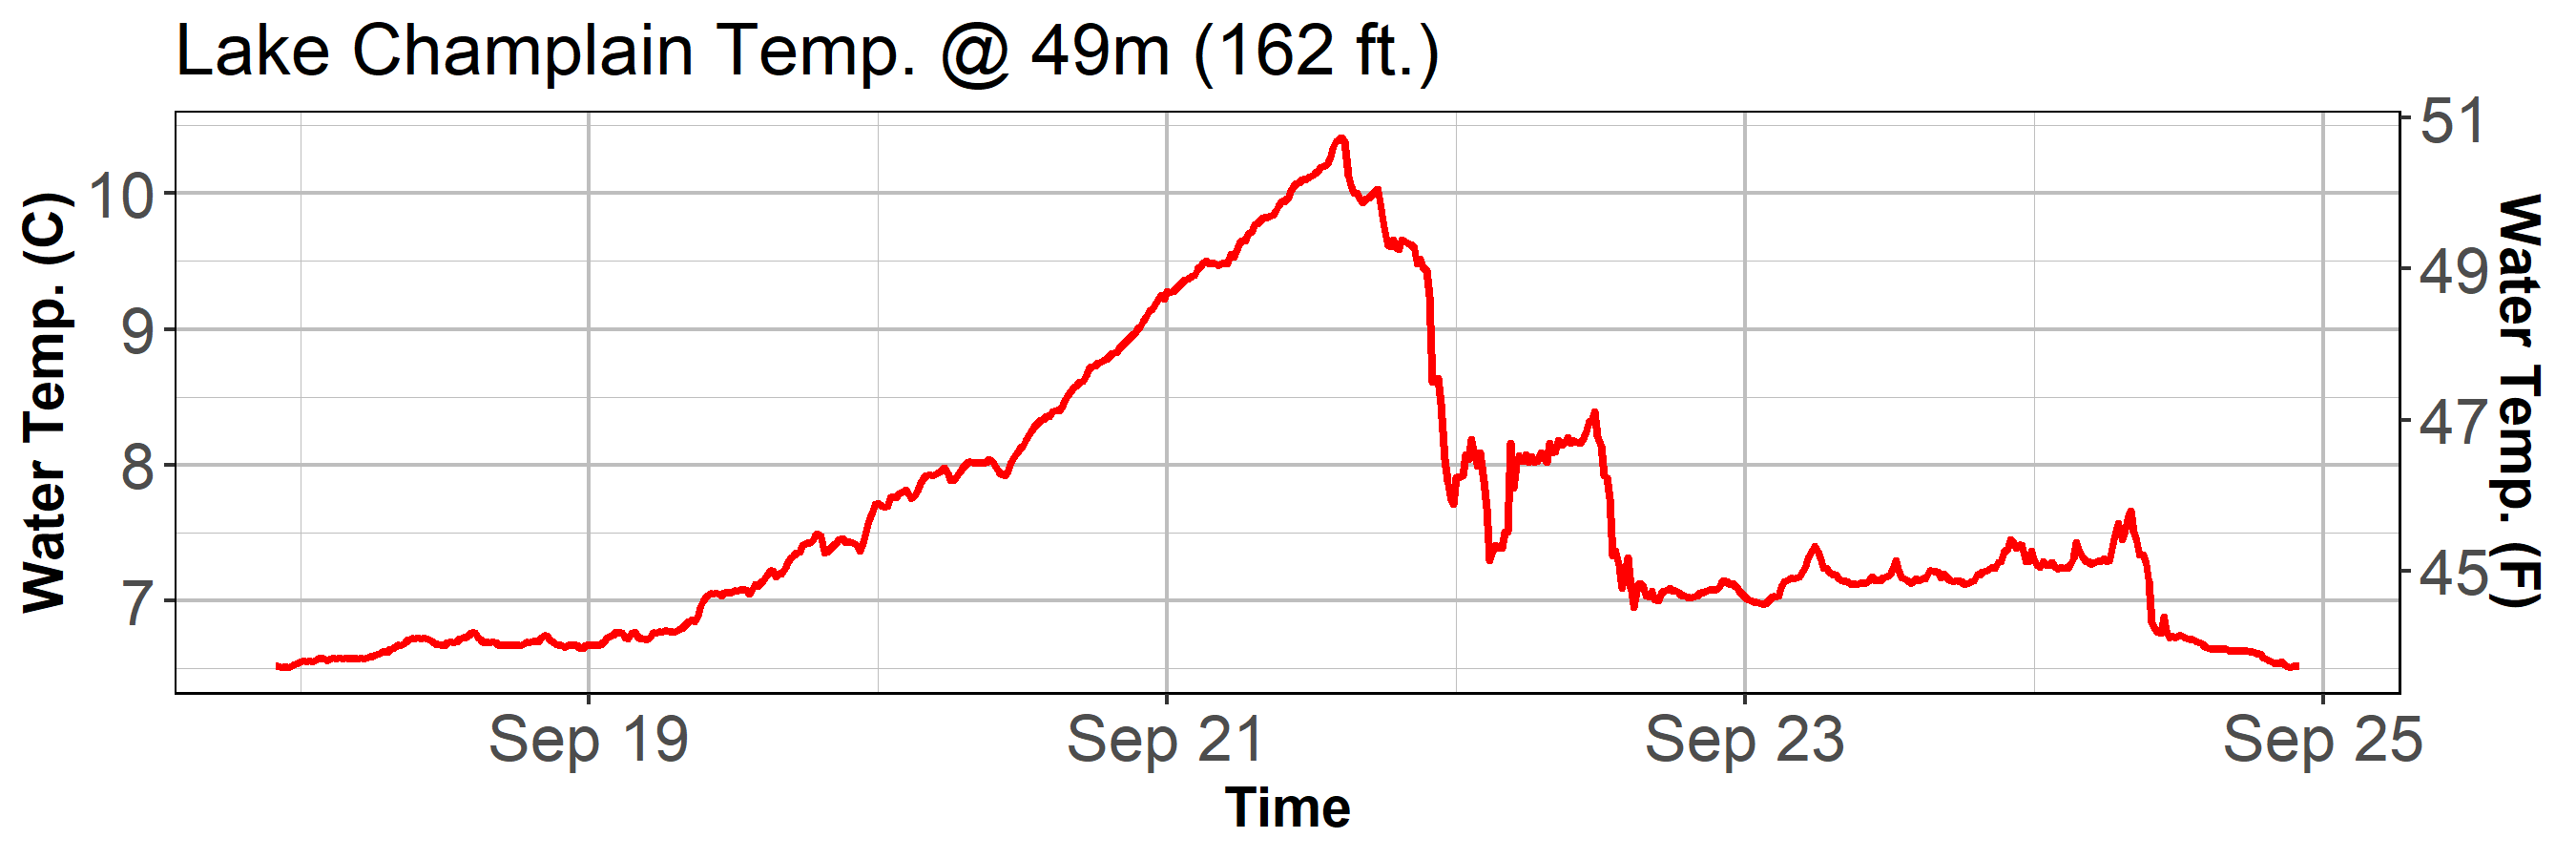 Lake Champlain Temp. @ 49m (162 ft.)
Water Temp. (C)
10
9
8
7
51
49
47
45
Water Temp. (F)
Sep 19 Sep 21 Sep 23 Sep 25
Time